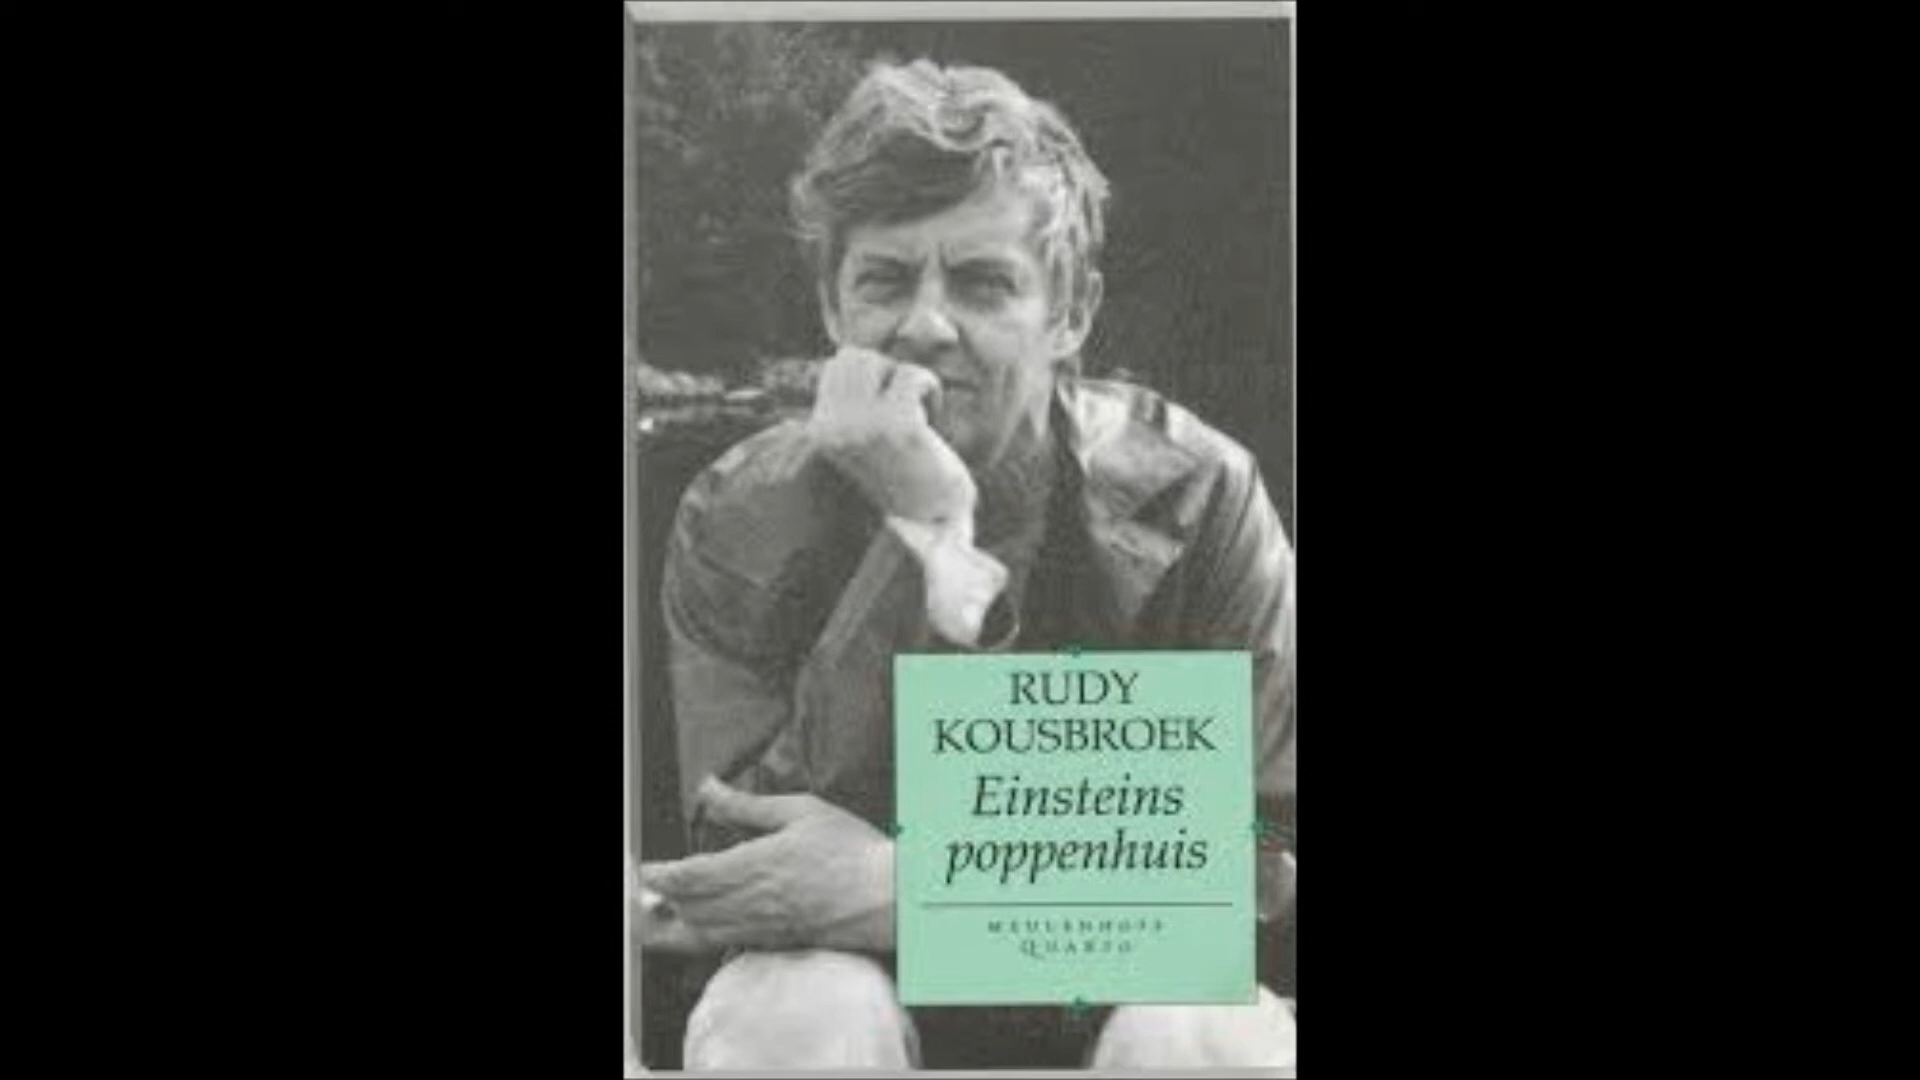 RUDY
KOUSBROEK
Einsteins
poppenhuis
MEULENHOFF
QUARTO